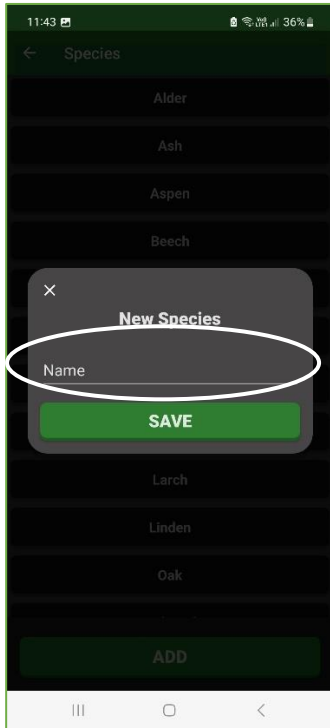 11:43 36%
Species
Alder
Ash
Aspen
Beech
New Species
Name
SAVE
Larch
Linden
Oak
ADD